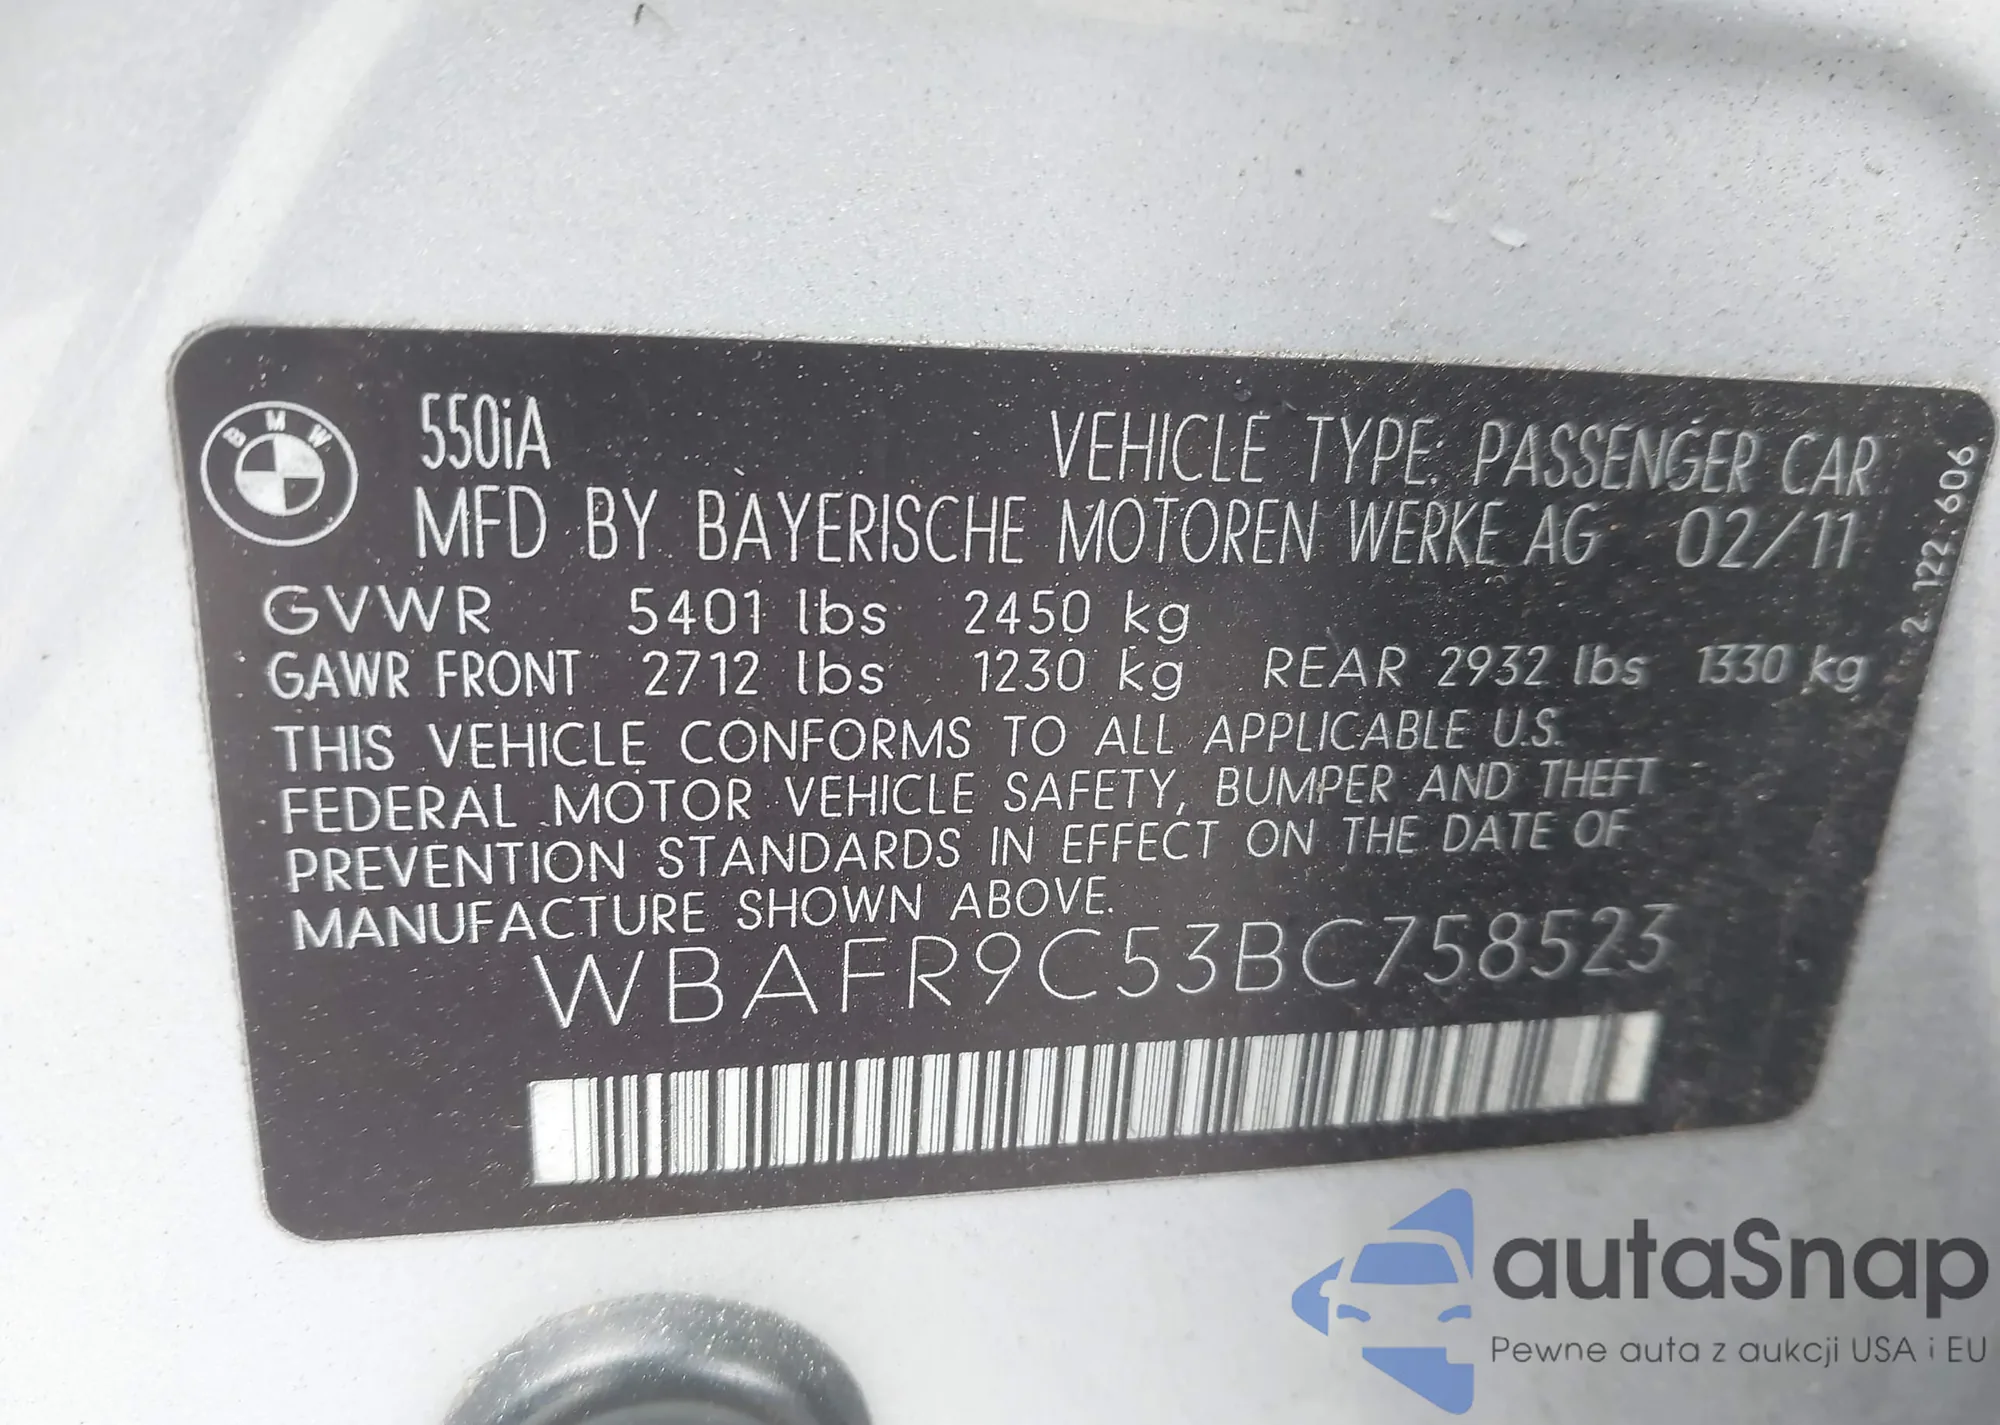 BMW
550iA
VEHICLE TYPE: PASSENGER CAR
MFD BY BAYERISCHE MOTOREN WERKE AG 02/11
GVWR 5401 lbs 2450 kg
GAWR FRONT 2712 lbs 1230 kg REAR 2932 lbs 1330 kg
THIS VEHICLE CONFORMS TO ALL APPLICABLE U.S.
FEDERAL MOTOR VEHICLE SAFETY, BUMPER AND THEFT
PREVENTION STANDARDS IN EFFECT ON THE DATE OF
MANUFACTURE SHOWN ABOVE.
WBAFR9C53BC758523
2.122.606
autaSnap
Pewne auta z aukcji USA i EU